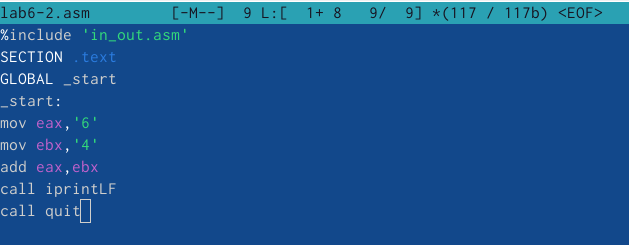 lab6-2.asm [-M--] 9 L:[ 1+ 8 9/ 9] *(117 / 117b) <EOF>
%include 'in_out.asm'
SECTION .text
GLOBAL _start
_start:
mov eax,'6'
mov ebx,'4'
add eax,ebx
call iprintLF
call quit